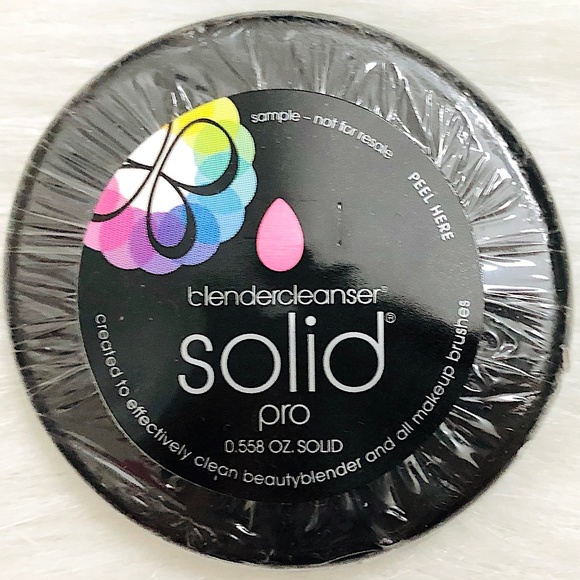 sample - not for resale
PEEL HERE
blendercleanser®
solid®
pro
0.558 OZ. SOLID
created to effectively clean beautyblender and all makeup brushes